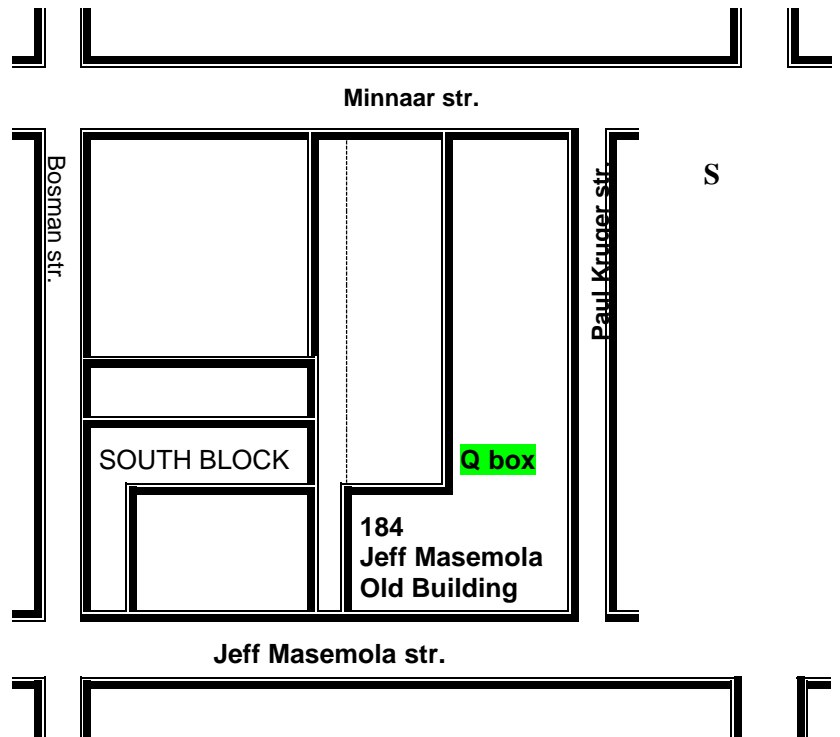 Minnaar str.
Bosman str.
Paul Kruger str.
S
SOUTH BLOCK
Q box
184
Jeff Masemola
Old Building
Jeff Masemola str.